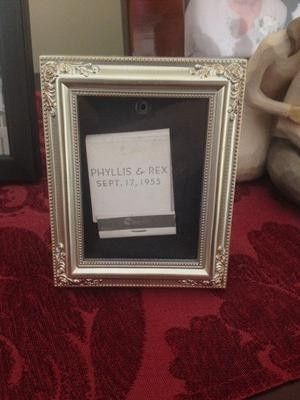 PHYLLIS & REX
SEPT. 17, 1955